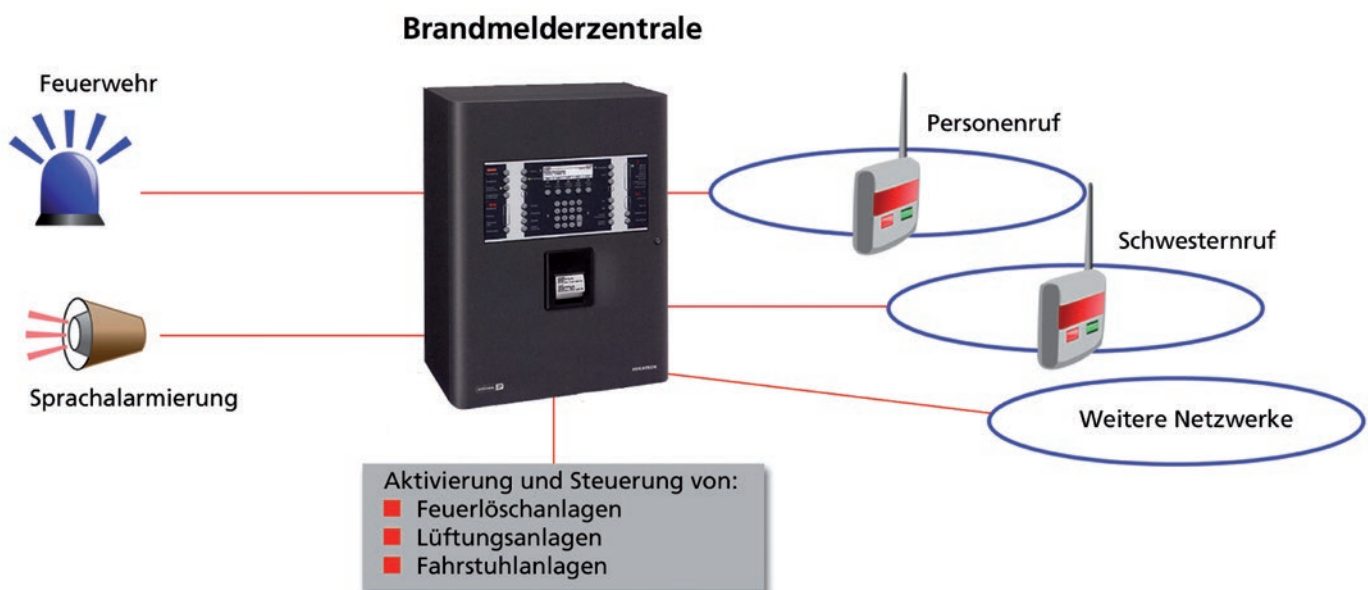 Brandmelderzentrale
Feuerwehr
Personenruf
Schwesternruf
Sprachalarmierung
Weitere Netzwerke
Aktivierung und Steuerung von:
Feuerlöschanlagen
Lüftungsanlagen
Fahrstuhlanlagen